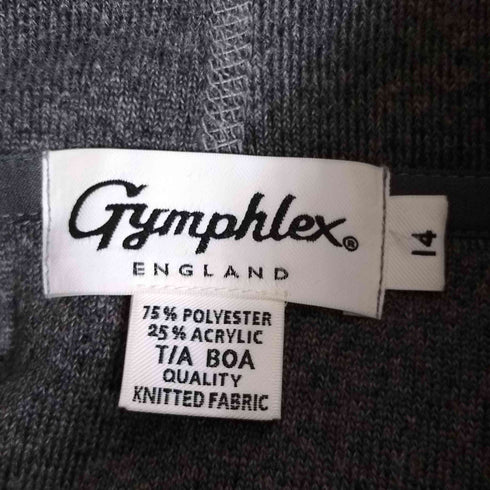 Gymphlex®
ENGLAND
14
75% POLYESTER
25% ACRYLIC
T/A BOA
QUALITY
KNITTED FABRIC